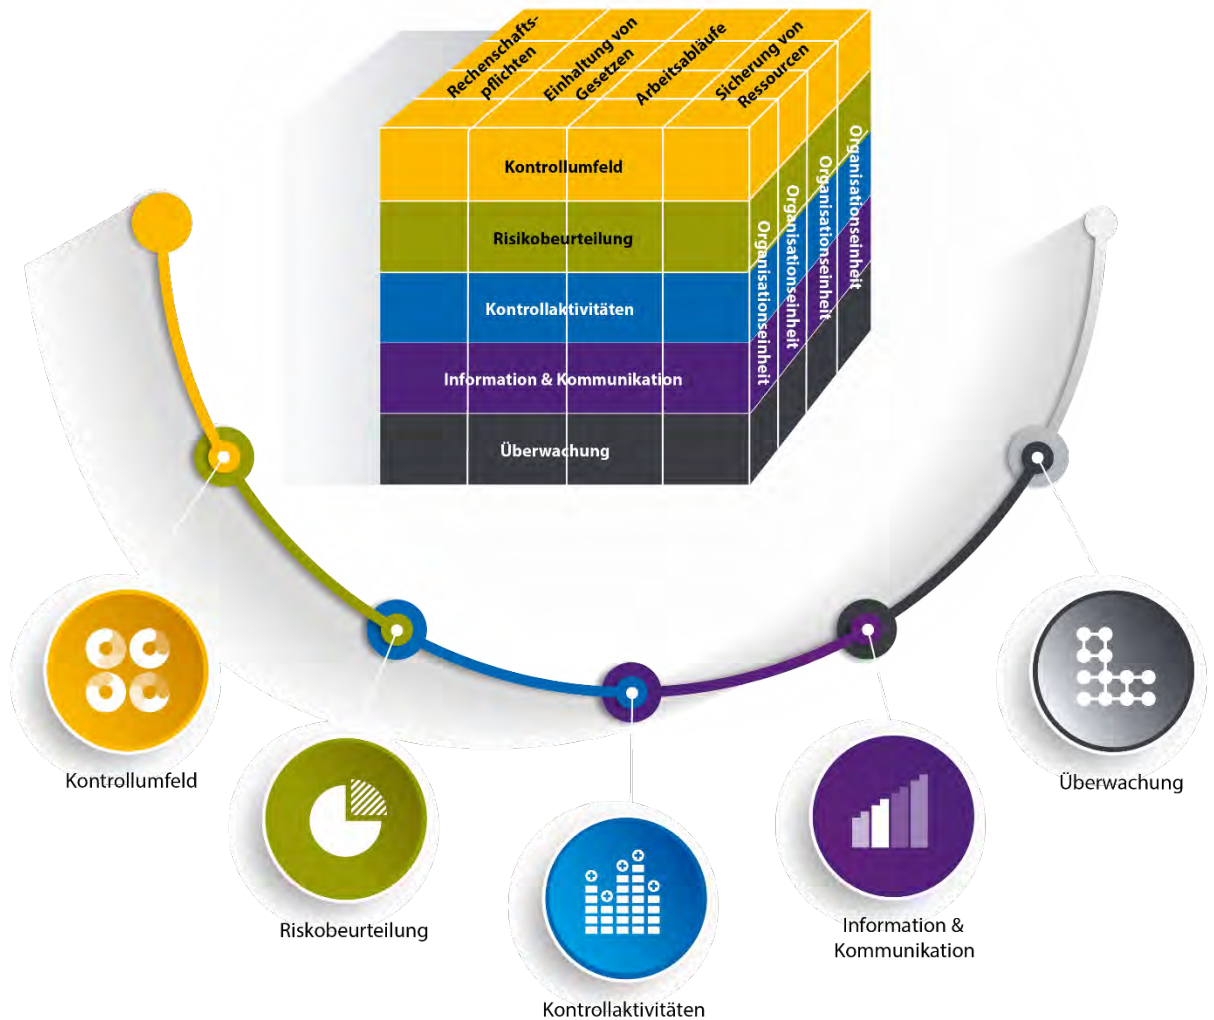 Rechenschafts-
pflichten
Einhaltung von
Gesetzen
Arbeitsabläufe
Sicherung von
Ressourcen
Kontrollumfeld
Risikobeurteilung
Kontrollaktivitäten
Information & Kommunikation
Überwachung
Organisationseinheit
Organisationseinheit
Organisationseinheit
Organisationseinheit
Kontrollumfeld
Riskobeurteilung
Kontrollaktivitäten
Information &
Kommunikation
Überwachung